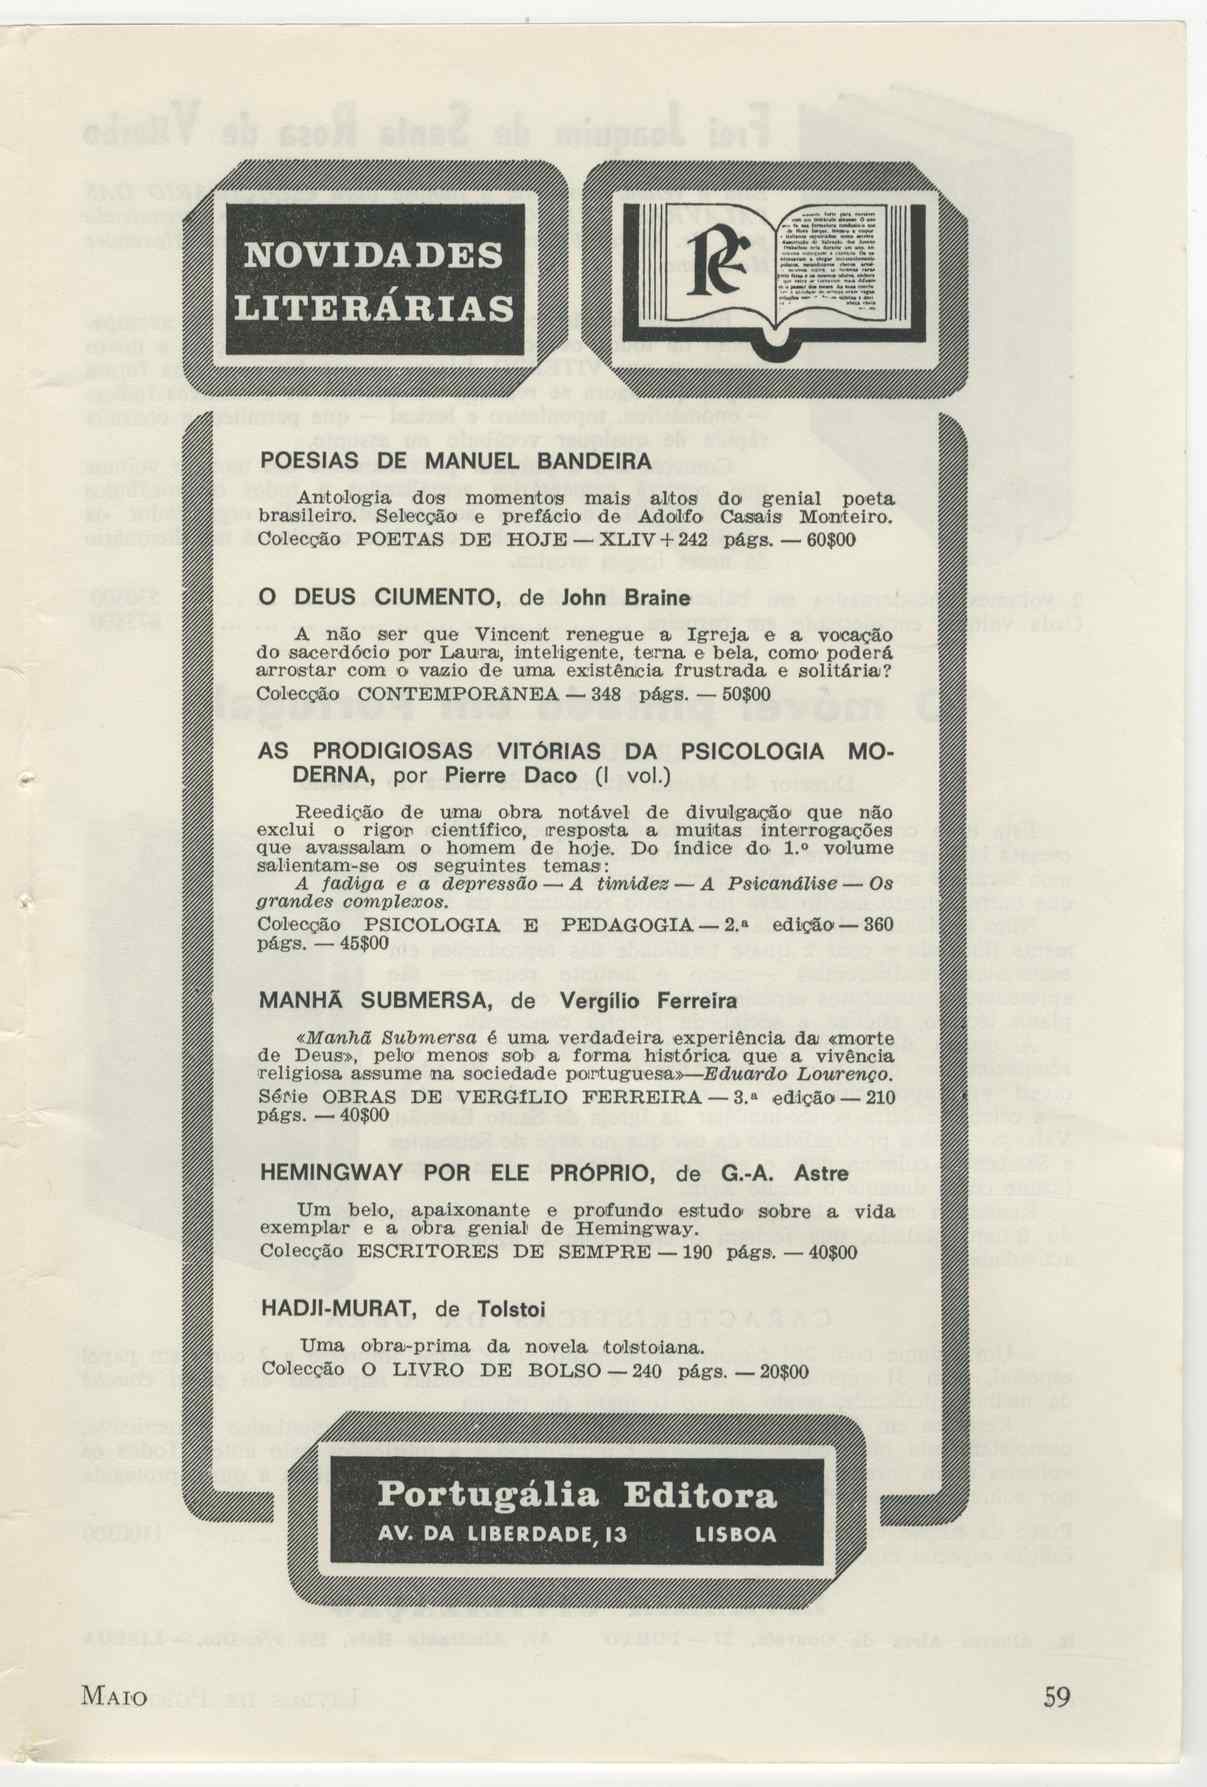 NOVIDADES
LITERÁRIAS
POESIAS DE MANUEL BANDEIRA
Antologia dos momentos mais altos do genial poeta
brasileiro. Selecção e prefácio de Adolfo Casais Monteiro.
Colecção POETAS DE HOJE — XLIV + 242 págs. — 60$00
O DEUS CIUMENTO, de John Braine
A não ser que Vincent renegue a Igreja e a vocação
do sacerdócio por Laura, inteligente, terna e bela, como poderá
arrostar com o vazio de uma existência frustrada e solitária?
Colecção CONTEMPORÂNEA — 348 págs. — 50$00
AS PRODIGIOSAS VITÓRIAS DA PSICOLOGIA MO-
DERNA, por Pierre Daco (I vol.)
Reedição de uma obra notável de divulgação que não
exclui o rigor científico, resposta a muitas interrogações
que avassalam o homem de hoje. Do índice do 1.º volume
salientam-se os seguintes temas:
A fadiga e a depressão — A timidez — A Psicanálise — Os
grandes complexos.
Colecção PSICOLOGIA E PEDAGOGIA — 2.ª edição — 360
págs. — 45$00
MANHÃ SUBMERSA, de Vergílio Ferreira
«Manhã Submersa é uma verdadeira experiência da «morte
de Deus», pelo menos sob a forma histórica que a vivência
religiosa assume na sociedade portuguesa»—Eduardo Lourenço.
Série OBRAS DE VERGÍLIO FERREIRA — 3.ª edição — 210
págs. — 40$00
HEMINGWAY POR ELE PRÓPRIO, de G.-A. Astre
Um belo, apaixonante e profundo estudo sobre a vida
exemplar e a obra genial de Hemingway.
Colecção ESCRITORES DE SEMPRE — 190 págs. — 40$00
HADJI-MURAT, de Tolstoi
Uma obra-prima da novela tolstoiana.
Colecção O LIVRO DE BOLSO — 240 págs. — 20$00
Portugália Editora
AV. DA LIBERDADE, 13 LISBOA
MAIO 59